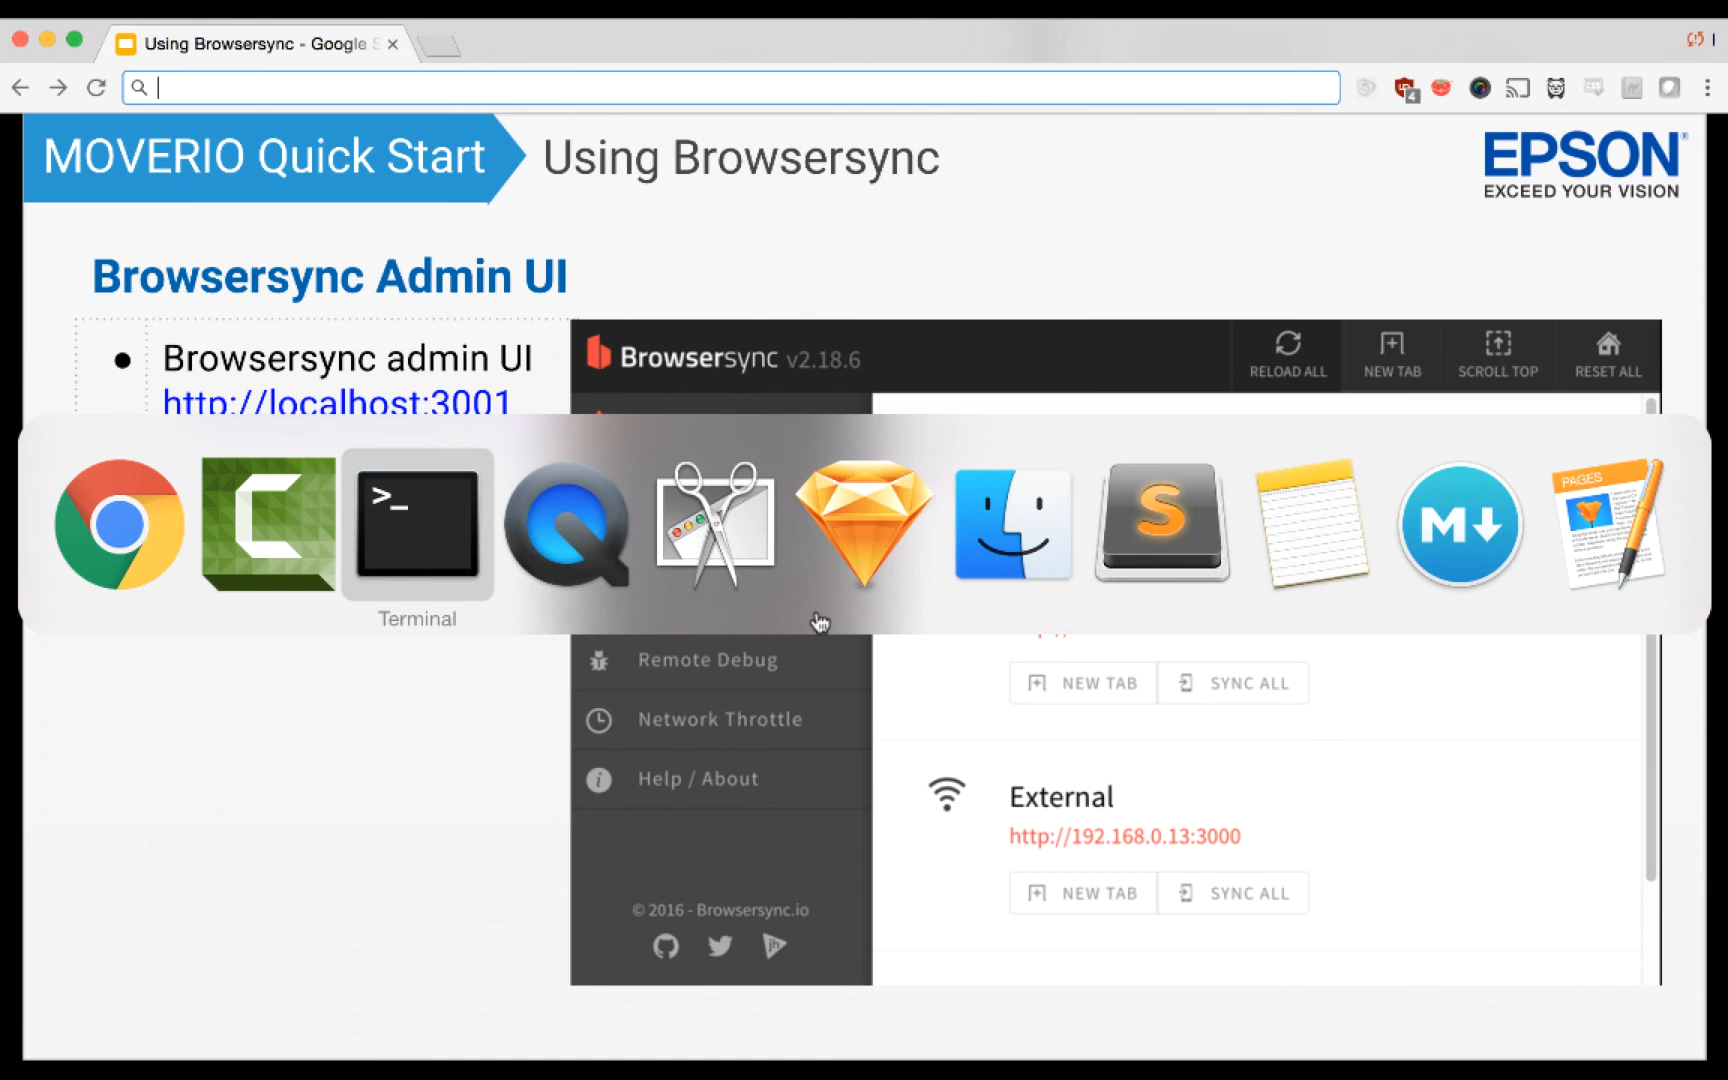 Using Browsersync - Google S
4
MOVERIO Quick Start
Using Browsersync
EPSON®
EXCEED YOUR VISION
Browsersync Admin UI
● Browsersync admin UI
http://localhost:3001
Browsersync v2.18.6
RELOAD ALL
NEW TAB
SCROLL TOP
RESET ALL
>_
S
M
PAGES
Terminal
Remote Debug
NEW TAB
SYNC ALL
Network Throttle
Help / About
External
http://192.168.0.13:3000
NEW TAB
SYNC ALL
© 2016 - Browsersync.io
jh